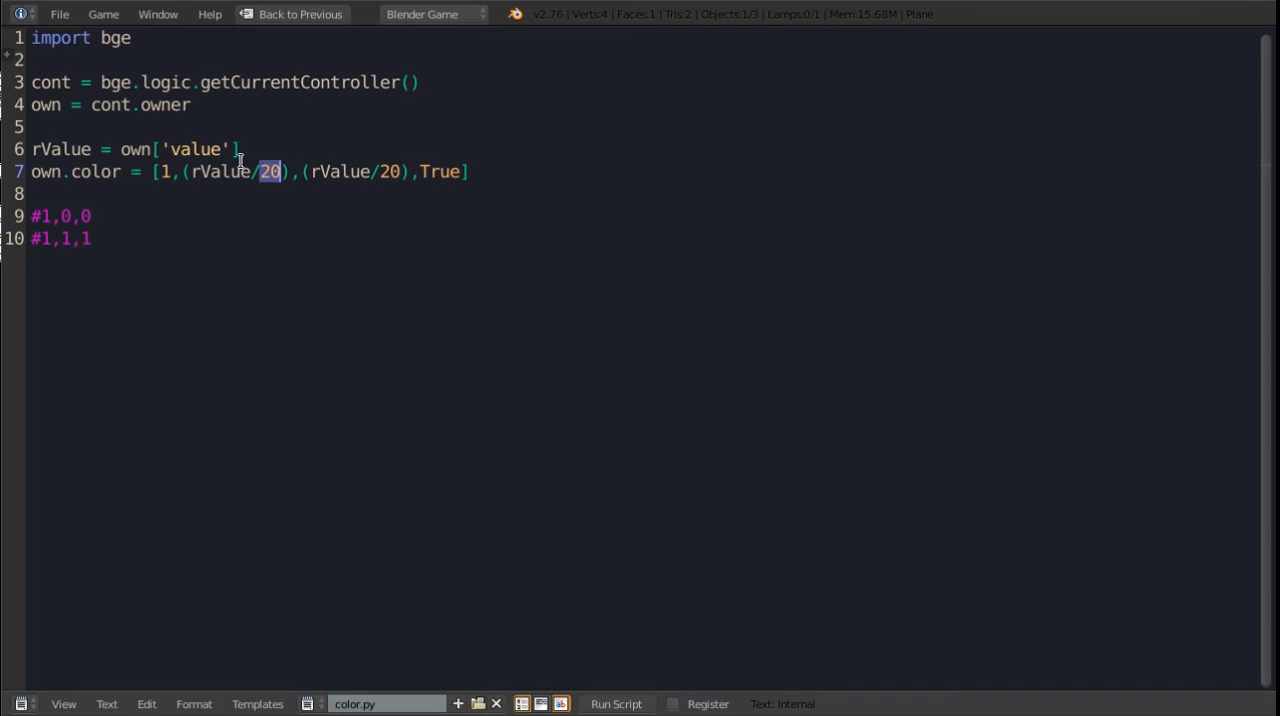 File Game Window Help Back to Previous Blender Game v2.76 | Verts:4 | Faces:1 | Tris:2 | Objects:1/3 | Lamps:0/1 | Mem:15.68M | Plane
1 import bge
2
3 cont = bge.logic.getCurrentController()
4 own = cont.owner
5
6 rValue = own['value']
7 own.color = [1,(rValue/20),(rValue/20),True]
8
9 #1,0,0
10 #1,1,1
View Text Edit Format Templates color.py Run Script Register Text: Internal